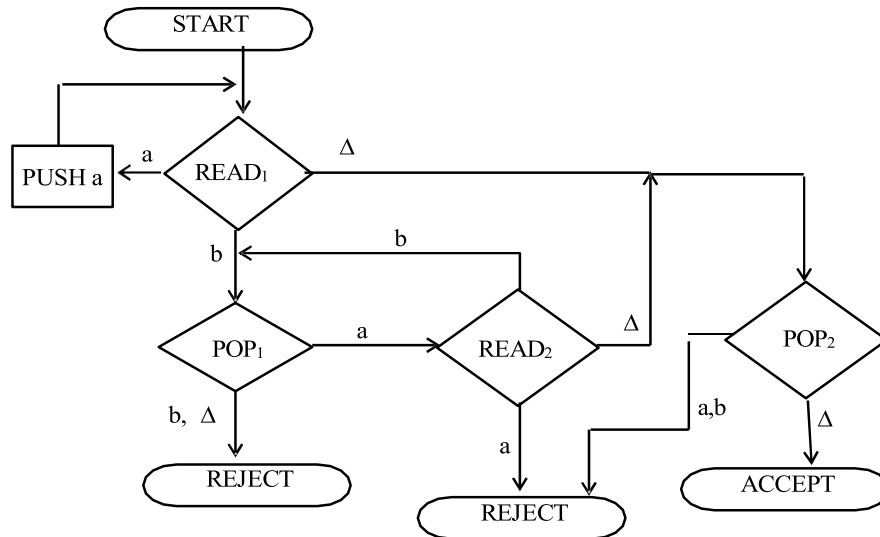 START
a
Δ
PUSH a
READ₁
b
b
POP₁
a
READ₂
Δ
POP₂
b, Δ
a
a,b
Δ
REJECT
REJECT
ACCEPT